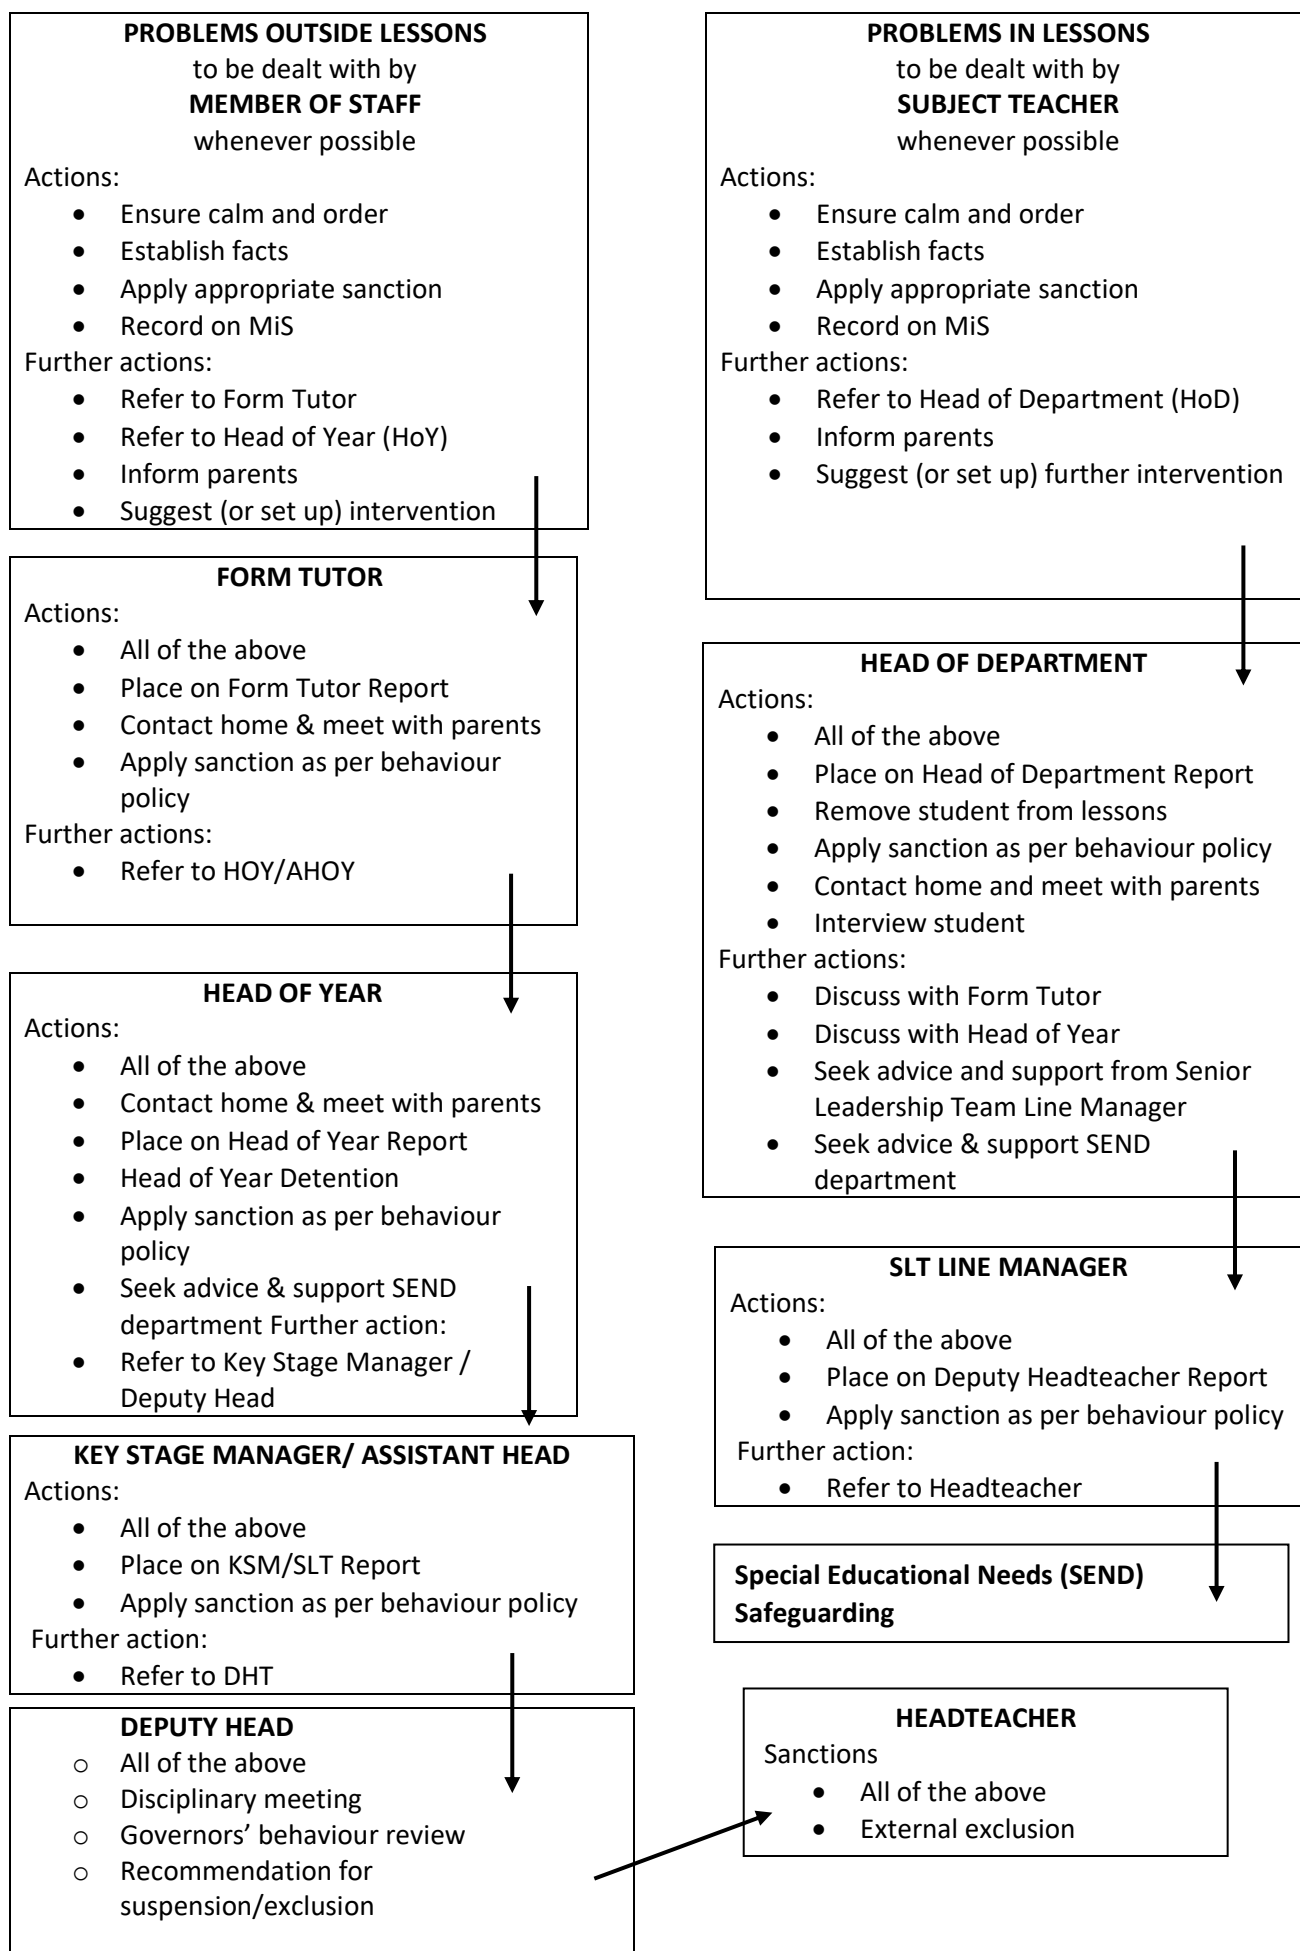 PROBLEMS OUTSIDE LESSONS
to be dealt with by
MEMBER OF STAFF
whenever possible
Actions:
• Ensure calm and order
• Establish facts
• Apply appropriate sanction
• Record on MiS
Further actions:
• Refer to Form Tutor
• Refer to Head of Year (HoY)
• Inform parents
• Suggest (or set up) intervention
FORM TUTOR
Actions:
• All of the above
• Place on Form Tutor Report
• Contact home & meet with parents
• Apply sanction as per behaviour
policy
Further actions:
• Refer to HOY/AHOY
HEAD OF YEAR
Actions:
• All of the above
• Contact home & meet with parents
• Place on Head of Year Report
• Head of Year Detention
• Apply sanction as per behaviour
policy
• Seek advice & support SEND
department Further action:
• Refer to Key Stage Manager /
Deputy Head
KEY STAGE MANAGER/ ASSISTANT HEAD
Actions:
• All of the above
• Place on KSM/SLT Report
• Apply sanction as per behaviour policy
Further action:
• Refer to DHT
DEPUTY HEAD
o All of the above
o Disciplinary meeting
o Governors’ behaviour review
o Recommendation for
suspension/exclusion
PROBLEMS IN LESSONS
to be dealt with by
SUBJECT TEACHER
whenever possible
Actions:
• Ensure calm and order
• Establish facts
• Apply appropriate sanction
• Record on MiS
Further actions:
• Refer to Head of Department (HoD)
• Inform parents
• Suggest (or set up) further intervention
HEAD OF DEPARTMENT
Actions:
• All of the above
• Place on Head of Department Report
• Remove student from lessons
• Apply sanction as per behaviour policy
• Contact home and meet with parents
• Interview student
Further actions:
• Discuss with Form Tutor
• Discuss with Head of Year
• Seek advice and support from Senior
Leadership Team Line Manager
• Seek advice & support SEND
department
SLT LINE MANAGER
Actions:
• All of the above
• Place on Deputy Headteacher Report
• Apply sanction as per behaviour policy
Further action:
• Refer to Headteacher
Special Educational Needs (SEND)
Safeguarding
HEADTEACHER
Sanctions
• All of the above
• External exclusion